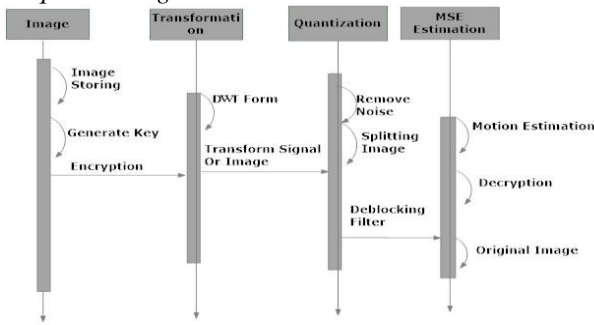 Image
Transformati
on
Quantization
MSE
Estimation
Image
Storing
Generate Key
Encryption
DWT Form
Transform Signal
Or Image
Remove
Noise
Splitting
Image
Deblocking
Filter
Motion Estimation
Decryption
Original Image